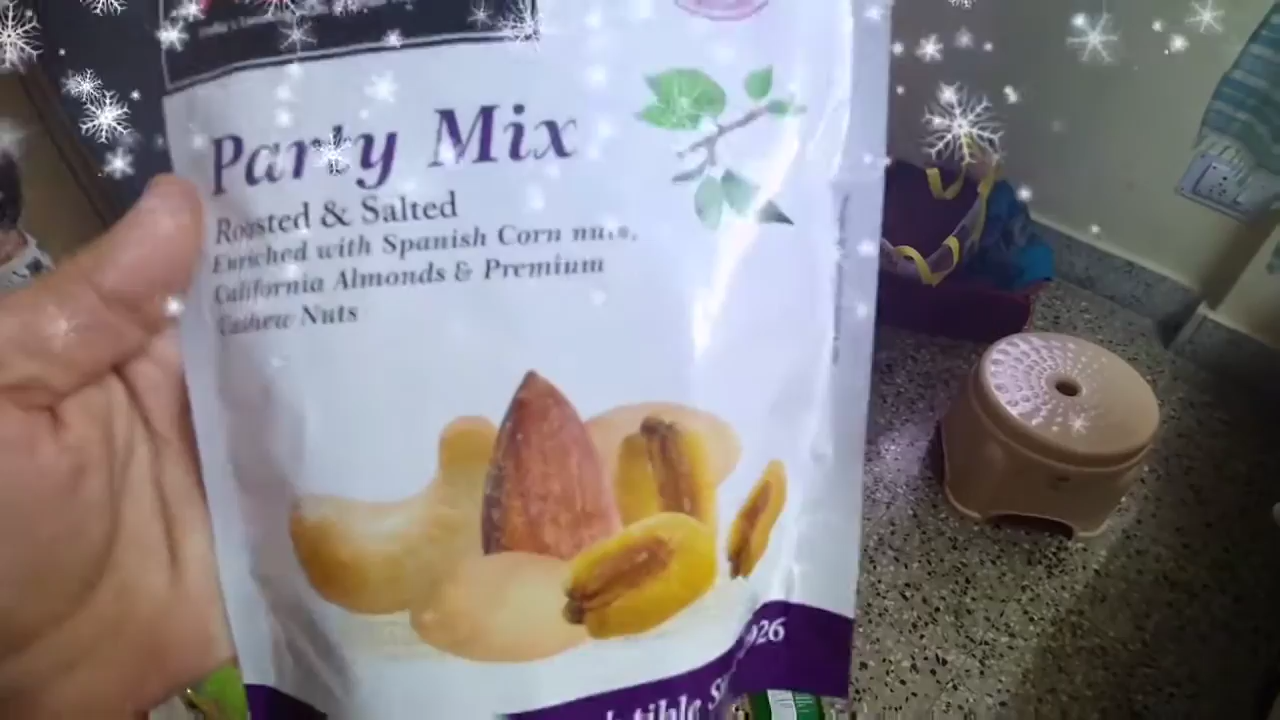 Party Mix
Roasted & Salted
Enriched with Spanish Corn nuts,
California Almonds & Premium
Cashew Nuts